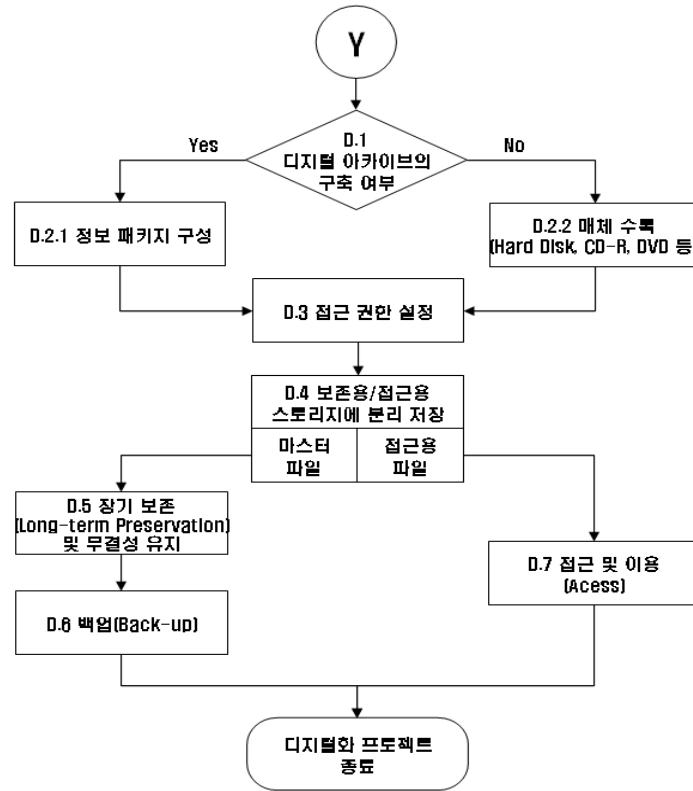 Y
D.1
디지털 아카이브의
구축 여부
Yes
No
D.2.1 정보 패키지 구성
D.2.2 매체 수록
(Hard Disk, CD-R, DVD 등
D.3 접근 권한 설정
D.4 보존용/접근용
스토리지에 분리 저장
마스터
파일
접근용
파일
D.5 장기 보존
(Long-term Preservation)
및 무결성 유지
D.6 백업(Back-up)
D.7 접근 및 이용
(Acess)
디지털화 프로젝트
종료